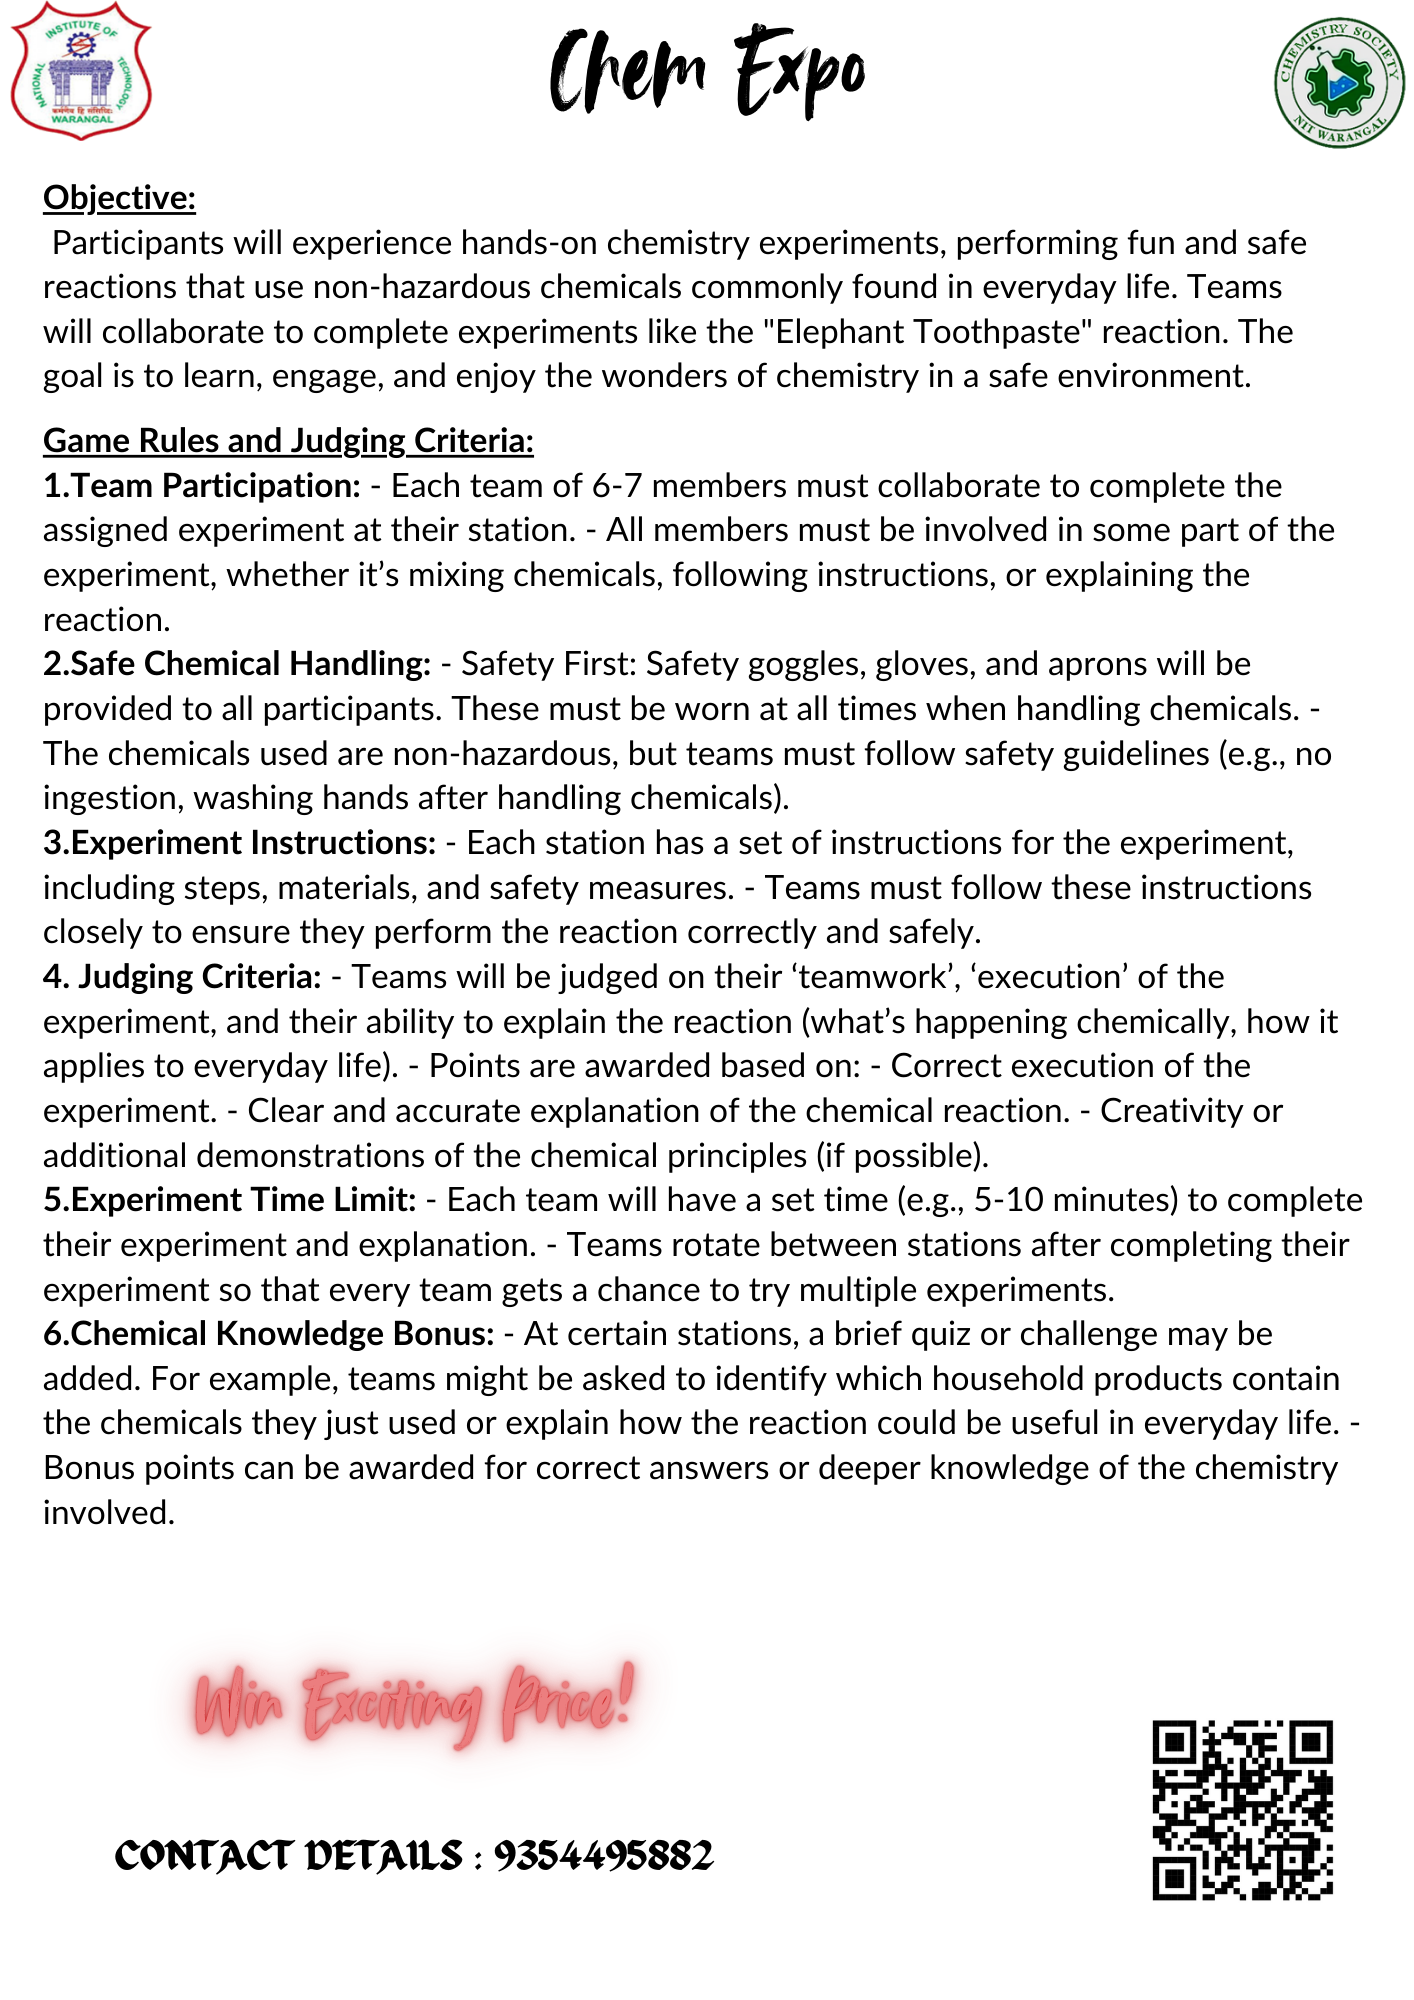 INSTITUTE OF
NATIONAL
TECHNOLOGY
WARANGAL
Chem Expo
CHEMISTRY SOCIETY
NIT WARANGAL
Objective:
Participants will experience hands-on chemistry experiments, performing fun and safe
reactions that use non-hazardous chemicals commonly found in everyday life. Teams
will collaborate to complete experiments like the "Elephant Toothpaste" reaction. The
goal is to learn, engage, and enjoy the wonders of chemistry in a safe environment.
Game Rules and Judging Criteria:
1.Team Participation: - Each team of 6-7 members must collaborate to complete the
assigned experiment at their station. - All members must be involved in some part of the
experiment, whether it’s mixing chemicals, following instructions, or explaining the
reaction.
2.Safe Chemical Handling: - Safety First: Safety goggles, gloves, and aprons will be
provided to all participants. These must be worn at all times when handling chemicals. -
The chemicals used are non-hazardous, but teams must follow safety guidelines (e.g., no
ingestion, washing hands after handling chemicals).
3.Experiment Instructions: - Each station has a set of instructions for the experiment,
including steps, materials, and safety measures. - Teams must follow these instructions
closely to ensure they perform the reaction correctly and safely.
4. Judging Criteria: - Teams will be judged on their ‘teamwork’, ‘execution’ of the
experiment, and their ability to explain the reaction (what’s happening chemically, how it
applies to everyday life). - Points are awarded based on: - Correct execution of the
experiment. - Clear and accurate explanation of the chemical reaction. - Creativity or
additional demonstrations of the chemical principles (if possible).
5.Experiment Time Limit: - Each team will have a set time (e.g., 5-10 minutes) to complete
their experiment and explanation. - Teams rotate between stations after completing their
experiment so that every team gets a chance to try multiple experiments.
6.Chemical Knowledge Bonus: - At certain stations, a brief quiz or challenge may be
added. For example, teams might be asked to identify which household products contain
the chemicals they just used or explain how the reaction could be useful in everyday life. -
Bonus points can be awarded for correct answers or deeper knowledge of the chemistry
involved.
Win Exciting Price!
CONTACT DETAILS : 9354495882